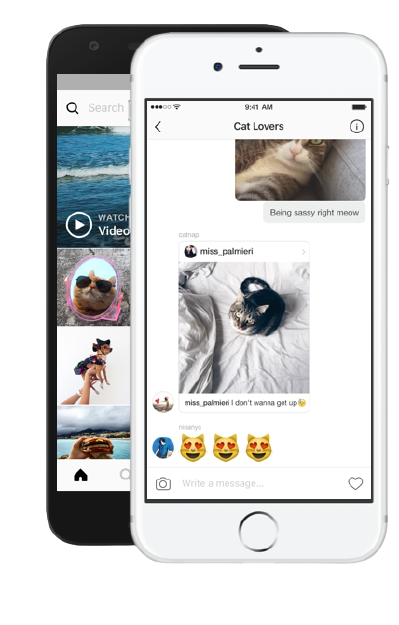 Search
WATCH
Video
9:41 AM
Cat Lovers
Being sassy right meow
catnap
miss_palmieri
miss_palmieri I don't wanna get up😴
nisanyc
Write a message...